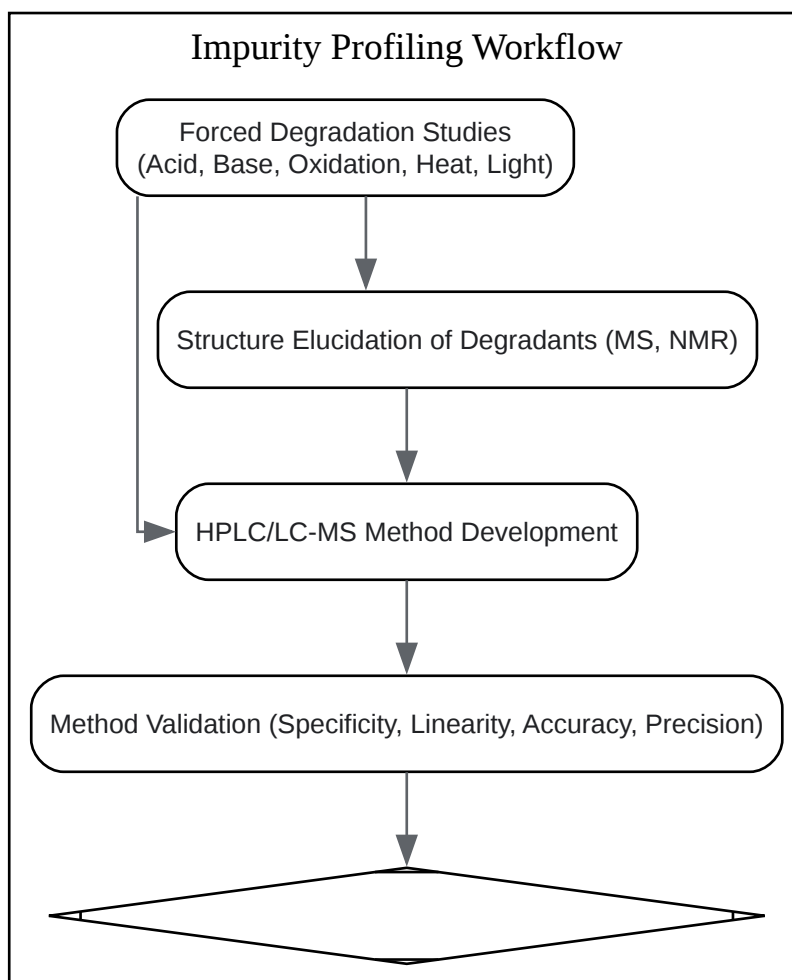 Impurity Profiling Workflow
Forced Degradation Studies
(Acid, Base, Oxidation, Heat, Light)
Structure Elucidation of Degradants (MS, NMR)
HPLC/LC-MS Method Development
Method Validation (Specificity, Linearity, Accuracy, Precision)